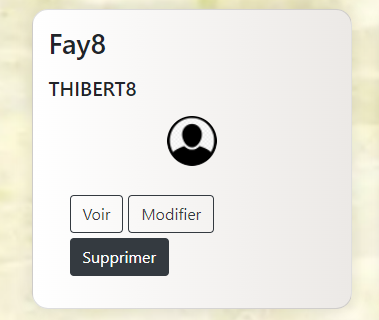 Fay8
THIBERT8
Voir Modifier
Supprimer